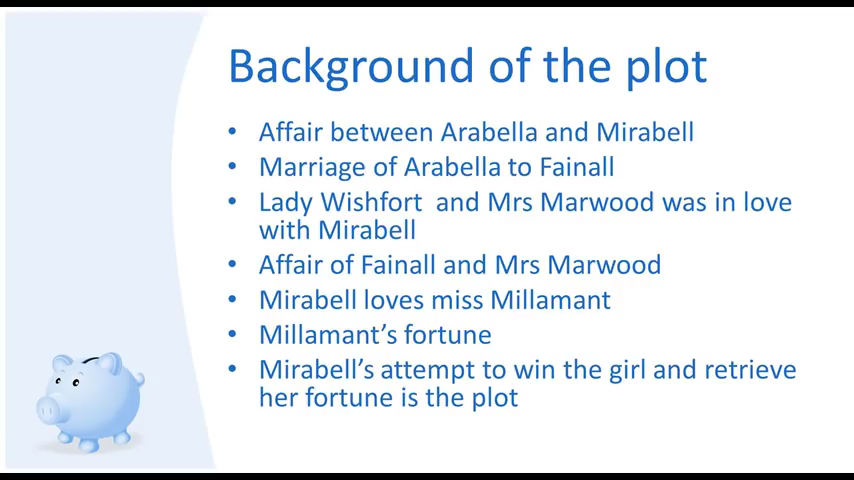 Background of the plot
• Affair between Arabella and Mirabell
• Marriage of Arabella to Fainall
• Lady Wishfort  and Mrs Marwood was in love
with Mirabell
• Affair of Fainall and Mrs Marwood
• Mirabell loves miss Millamant
• Millamant’s fortune
• Mirabell’s attempt to win the girl and retrieve
her fortune is the plot